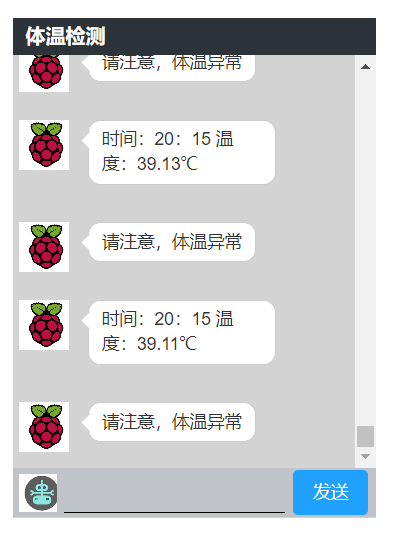 体温检测
请注意，体温异常
时间：20：15 温
度：39.13℃
请注意，体温异常
时间：20：15 温
度：39.11℃
请注意，体温异常
发送